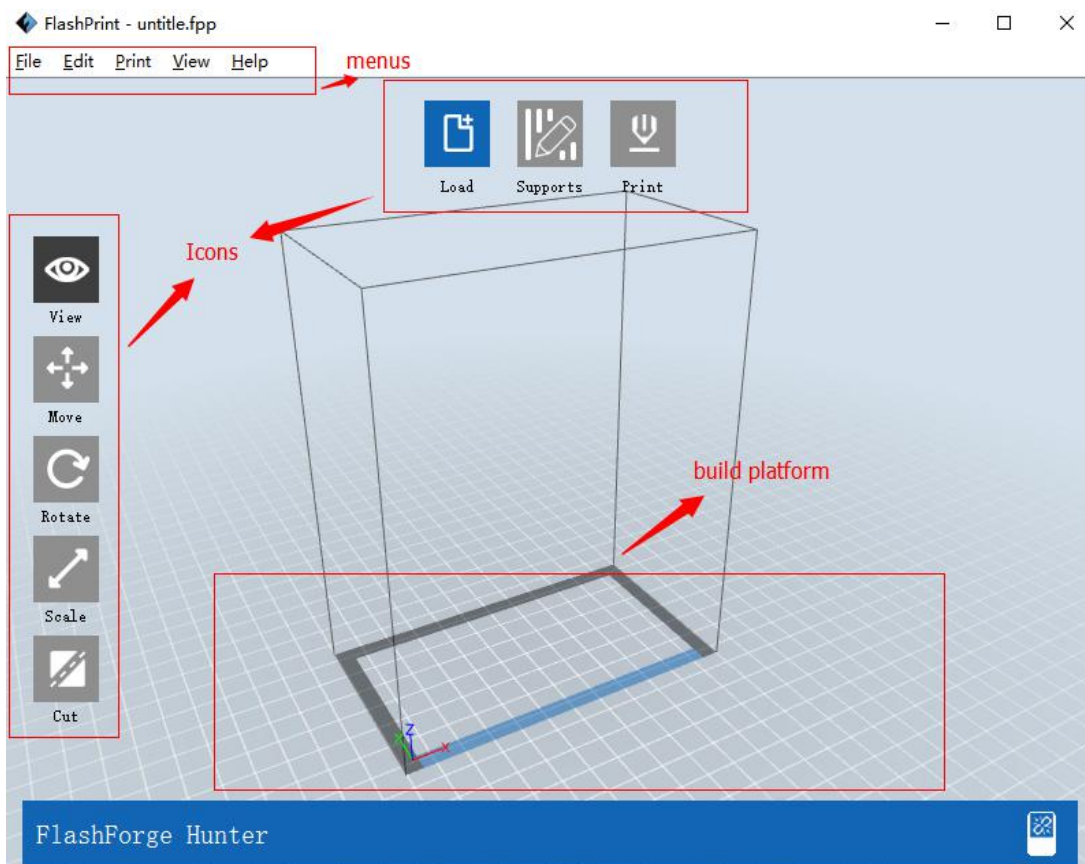 FlashPrint - untitle.fpp
File Edit Print View Help
menus
Load Supports Print
Icons
View
Move
Rotate
build platform
Scale
Cut
Z
Y
X
FlashForge Hunter